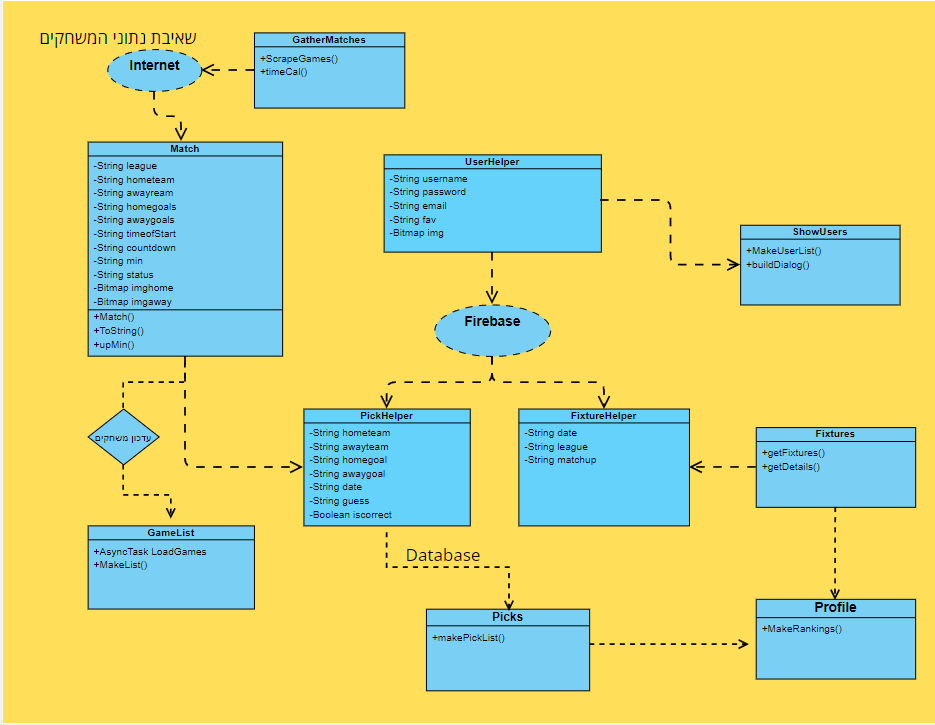 שאיבת נתוני המשחקים
Internet
GatherMatches
+ScrapeGames()
+timeCal()
Match
-String league
-String hometeam
-String awayream
-String homegoals
-String awaygoals
-String timeofStart
-String countdown
-String min
-String status
-Bitmap imghome
-Bitmap imgaway
+Match()
+ToString()
+upMin()
UserHelper
-String username
-String password
-String email
-String fav
-Bitmap img
ShowUsers
+MakeUserList()
+buildDialog()
Firebase
עדכון משחקים
PickHelper
-String hometeam
-String awayteam
-String homegoal
-String awaygoal
-String date
-String guess
-Boolean iscorrect
FixtureHelper
-String date
-String league
-String matchup
Fixtures
+getFixtures()
+getDetails()
GameList
+AsyncTask LoadGames
+MakeList()
Database
Picks
+makePickList()
Profile
+MakeRankings()